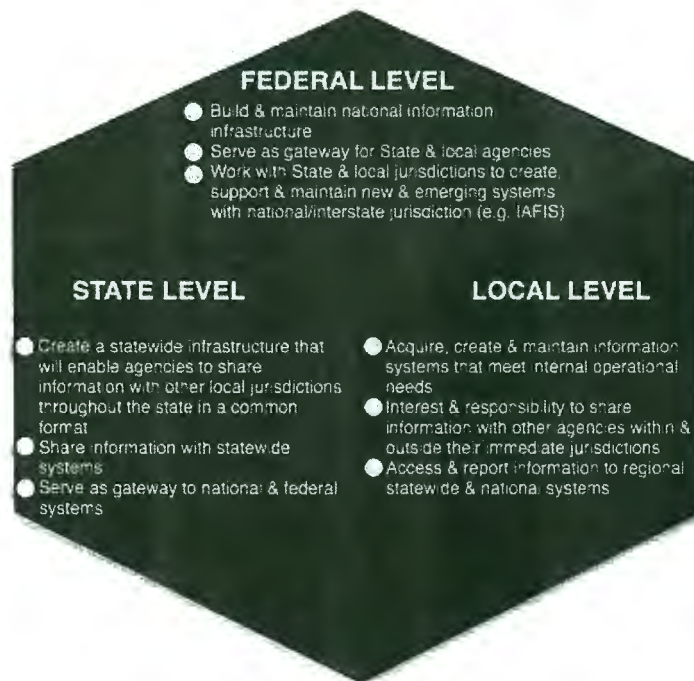 FEDERAL LEVEL
Build & maintain national information
infrastructure
Serve as gateway for State & local agencies
Work with State & local jurisdictions to create,
support & maintain new & emerging systems
with national/interstate jurisdiction (e.g. IAFIS)
STATE LEVEL
Create a statewide infrastructure that
will enable agencies to share
information with other local jurisdictions
throughout the state in a common
format
Share information with statewide
systems
Serve as gateway to national & federal
systems
LOCAL LEVEL
Acquire, create & maintain information
systems that meet internal operational
needs
Interest & responsibility to share
information with other agencies within &
outside their immediate jurisdictions
Access & report information to regional
statewide & national systems